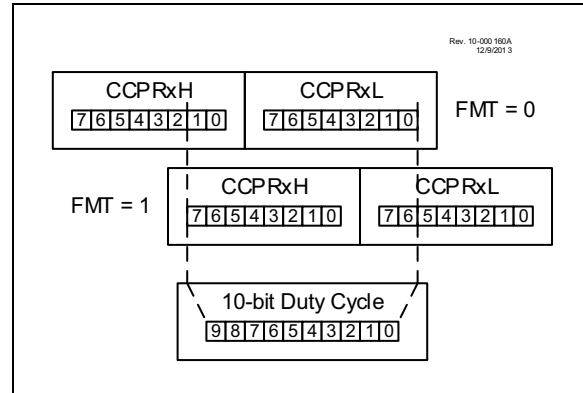 Rev. 10-000 160A
12/9/201 3
CCPRxH CCPRxL
7 6 5 4 3 2 1 0 7 6 5 4 3 2 1 0 FMT = 0
CCPRxH CCPRxL
FMT = 1 7 6 5 4 3 2 1 0 7 6 5 4 3 2 1 0
10-bit Duty Cycle
9 8 7 6 5 4 3 2 1 0